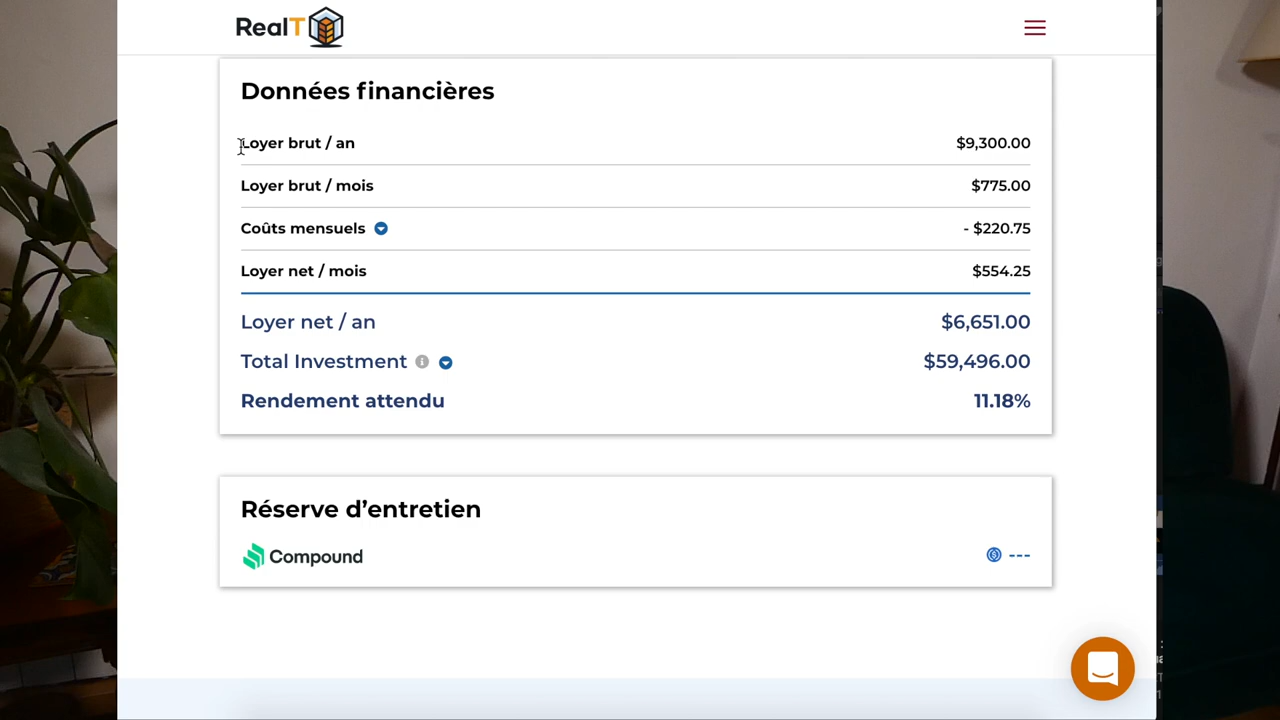 RealT
Données financières
Loyer brut / an $9,300.00
Loyer brut / mois $775.00
Coûts mensuels - $220.75
Loyer net / mois $554.25
Loyer net / an $6,651.00
Total Investment $59,496.00
Rendement attendu 11.18%
Réserve d’entretien
Compound ---